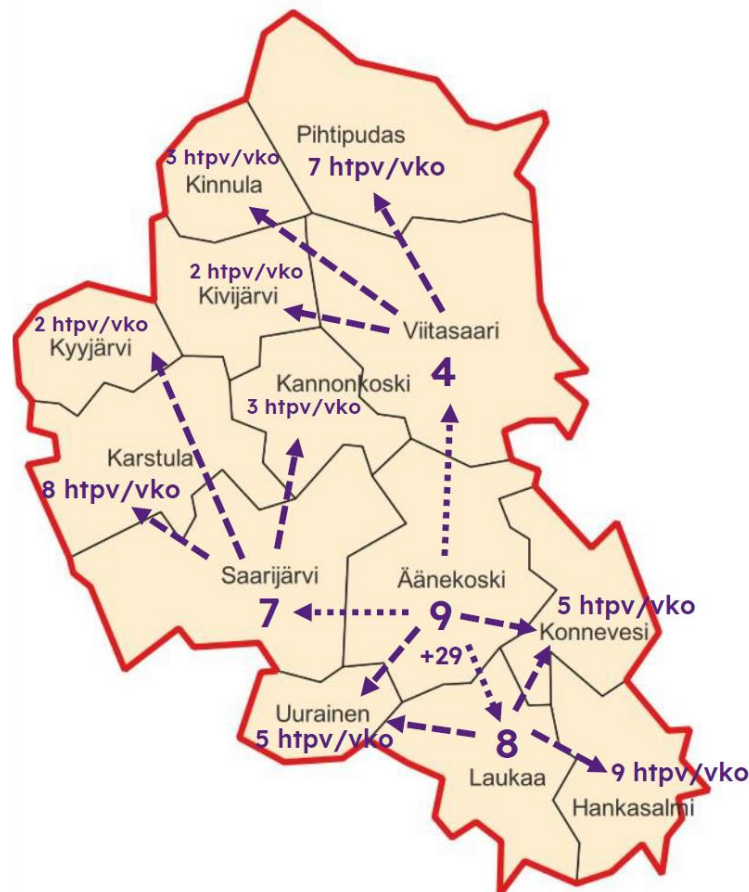 Pihtipudas
7 htpv/vko
3 htpv/vko
Kinnula
2 htpv/vko
Kivijärvi
Viitasaari
4
2 htpv/vko
Kyyjärvi
Kannonkoski
3 htpv/vko
Karstula
8 htpv/vko
Saarijärvi
7
Äänekoski
9
+29
5 htpv/vko
Konnevesi
Uurainen
5 htpv/vko
8
Laukaa
9 htpv/vko
Hankasalmi